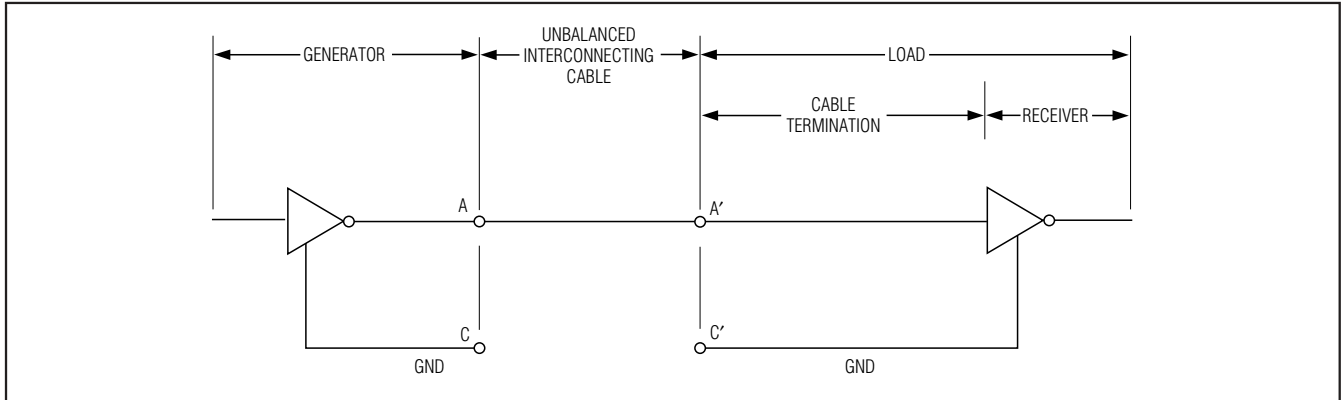 GENERATOR
UNBALANCED
INTERCONNECTING
CABLE
LOAD
CABLE
TERMINATION
RECEIVER
A
A′
C
C′
GND
GND